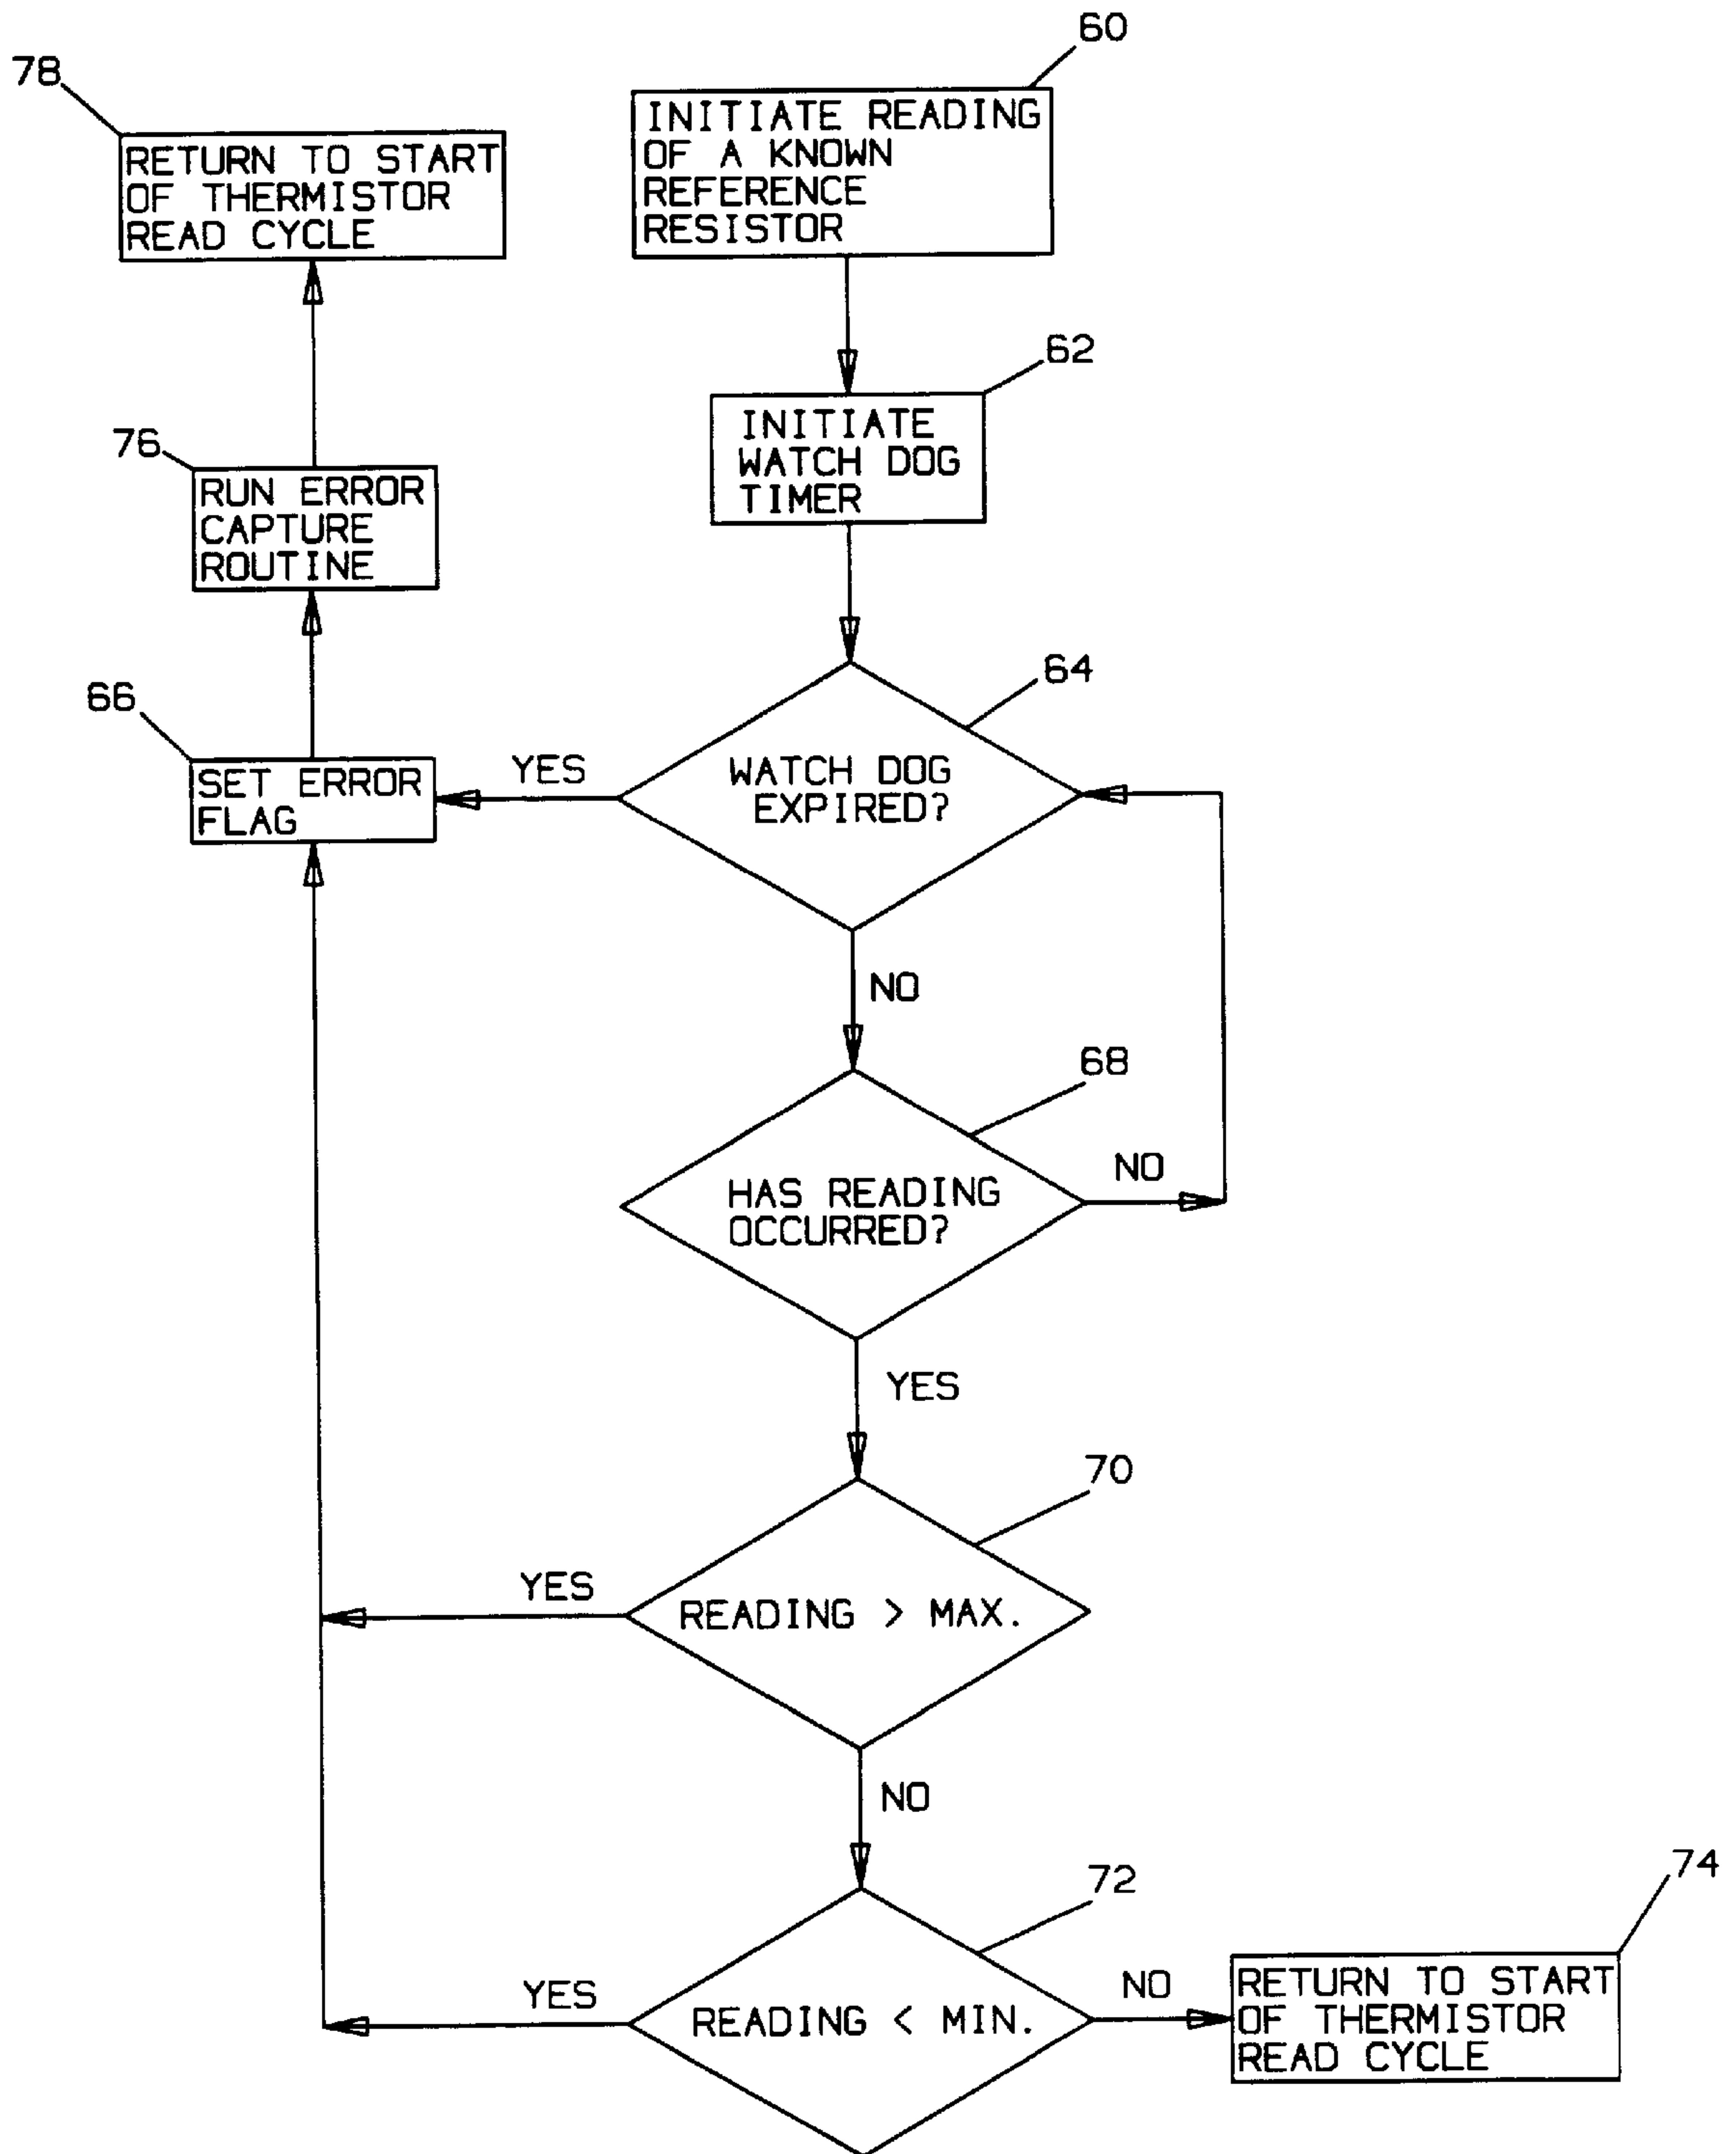 60
78
INITIATE READING
OF A KNOWN
REFERENCE
RESISTOR
RETURN TO START
OF THERMISTOR
READ CYCLE
62
INITIATE
WATCH DOG
TIMER
76
RUN ERROR
CAPTURE
ROUTINE
64
66
WATCH DOG
EXPIRED?
YES
SET ERROR
FLAG
NO
68
HAS READING
OCCURRED?
NO
YES
70
READING > MAX.
YES
NO
72
74
READING < MIN.
YES
NO
RETURN TO START
OF THERMISTOR
READ CYCLE